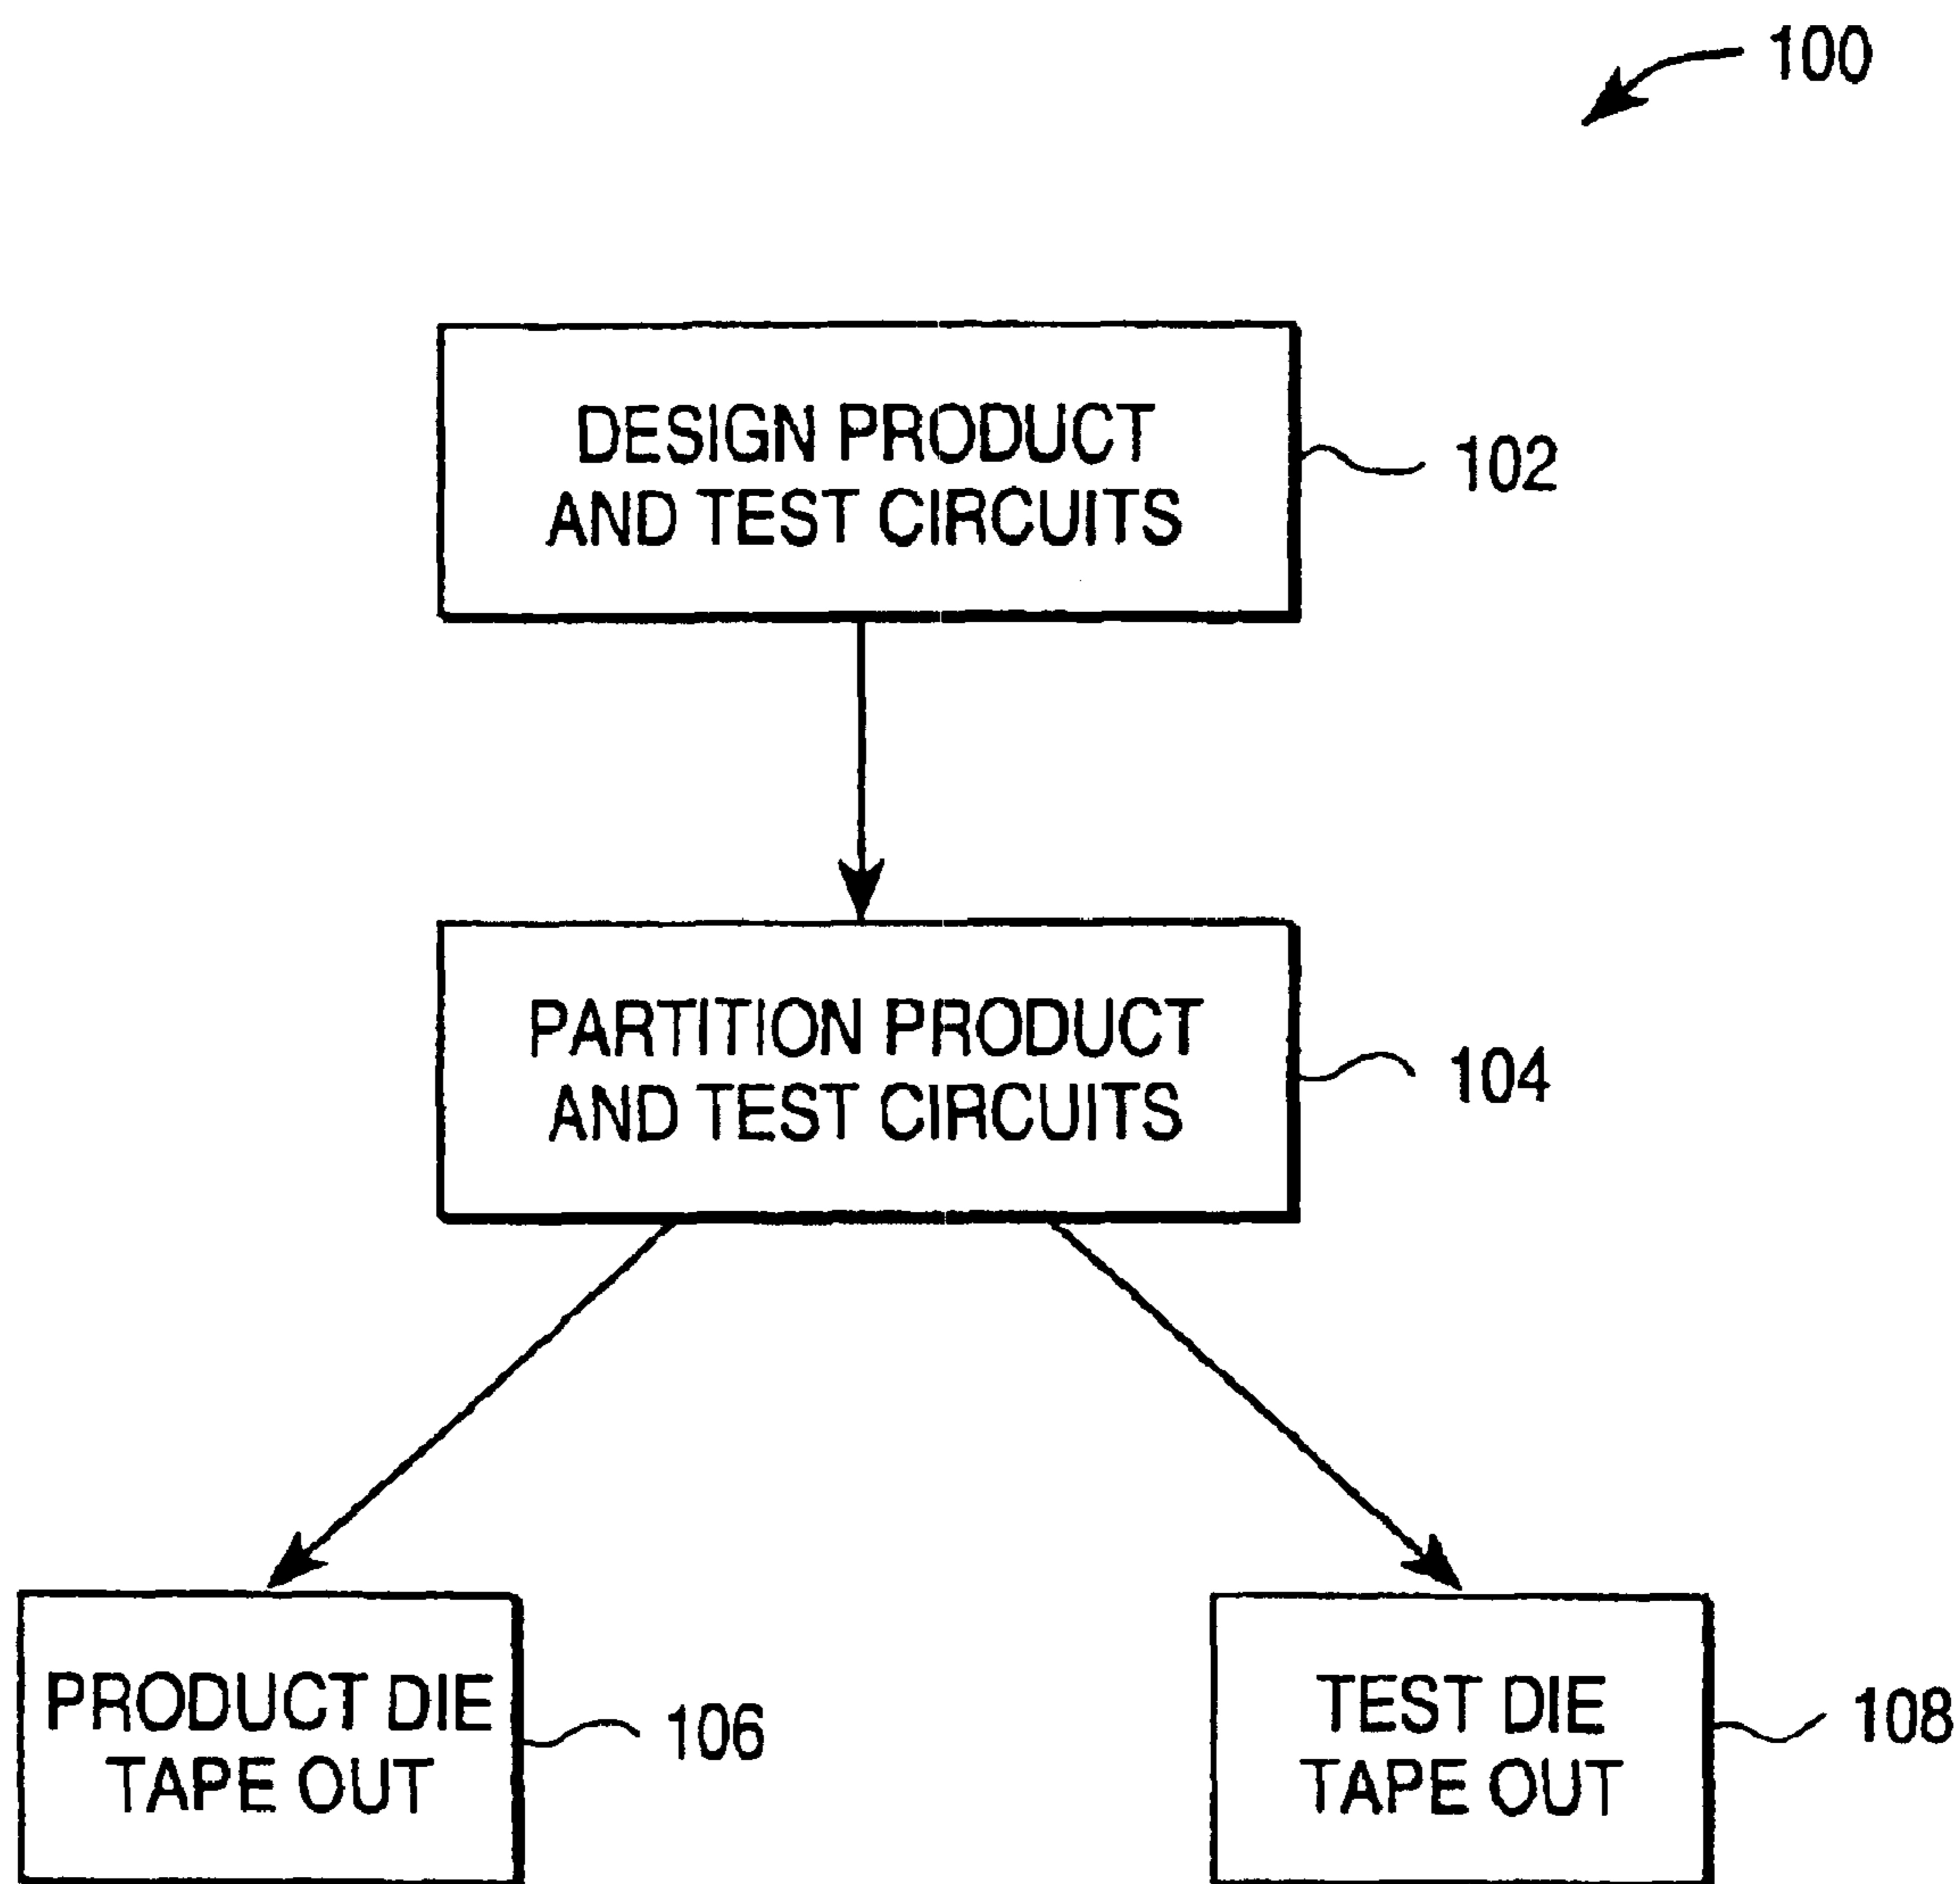 100
DESIGN PRODUCT
AND TEST CIRCUITS
102
PARTITION PRODUCT
AND TEST CIRCUITS
104
PRODUCT DIE
TAPE OUT
106
TEST DIE
TAPE OUT
108